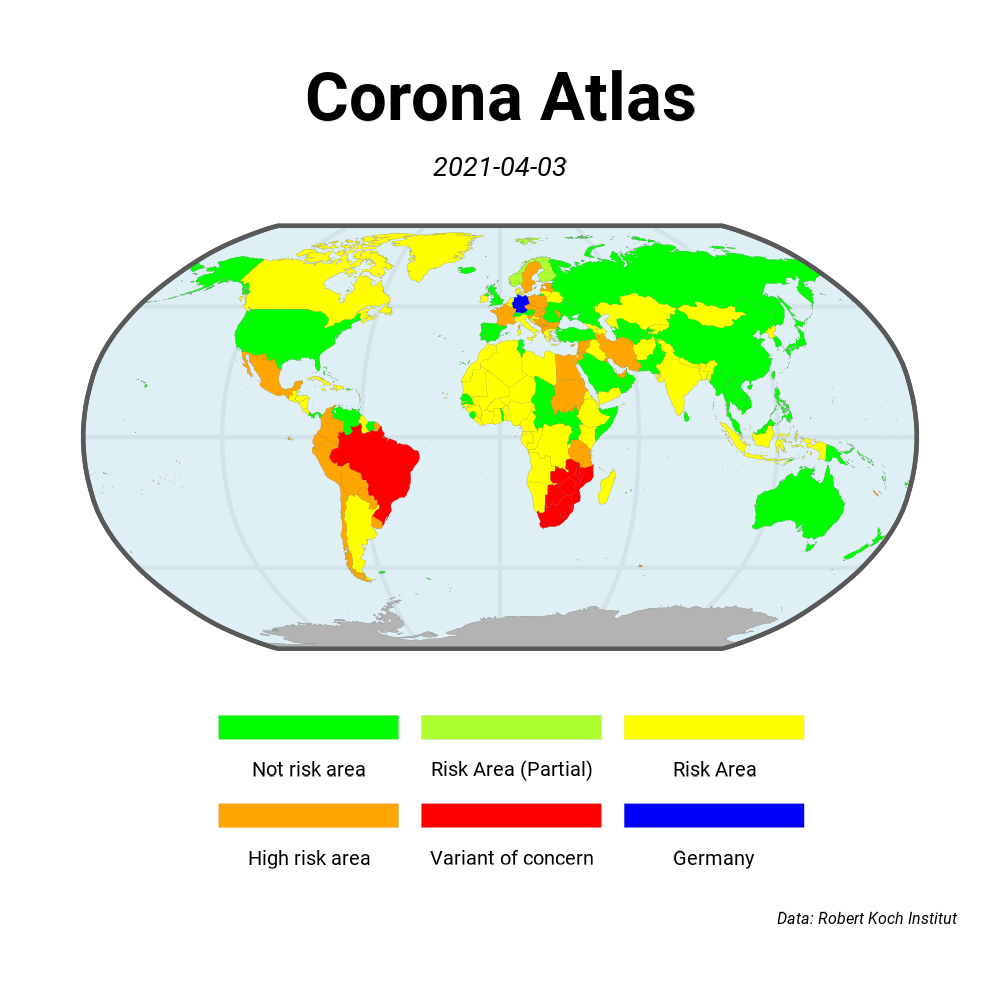 Corona Atlas
2021-04-03
Not risk area
Risk Area (Partial)
Risk Area
High risk area
Variant of concern
Germany
Data: Robert Koch Institut